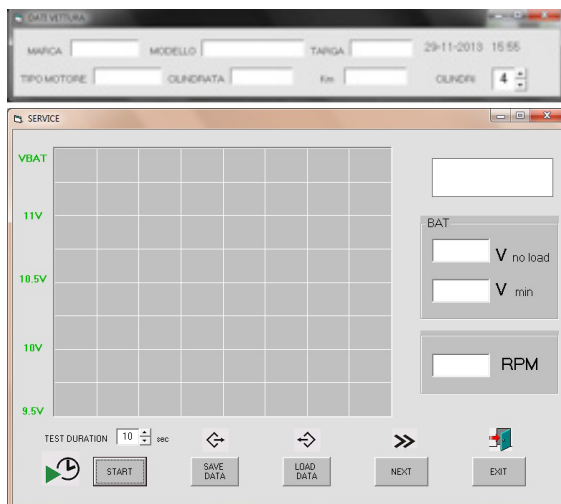 DATI VETTURA
MARCA MODELLO TARGA 29-11-2013 15:55
TIPO MOTORE CILINDRATA Km CILINDRI 4
SERVICE
VBAT
11V
10.5V
10V
9.5V
BAT
V no load
V min
RPM
TEST DURATION 10 sec
START
SAVE
DATA
LOAD
DATA
NEXT
EXIT